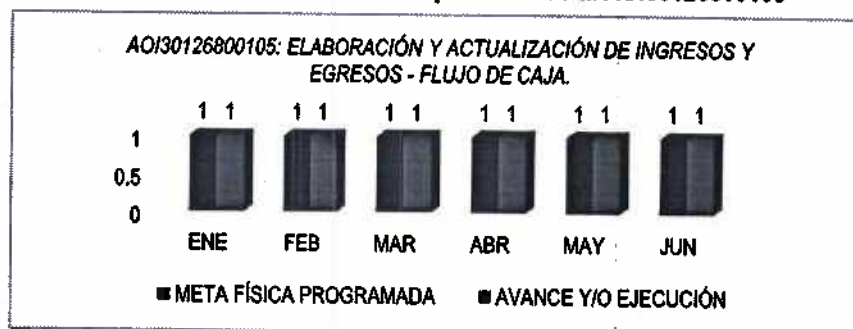 AOI30126800105: ELABORACIÓN Y ACTUALIZACIÓN DE INGRESOS Y
EGRESOS - FLUJO DE CAJA.
1 1 1 1 1 1 1 1 1 1 1 1
1
0.5
0
ENE FEB MAR ABR MAY JUN
META FÍSICA PROGRAMADA AVANCE Y/O EJECUCIÓN